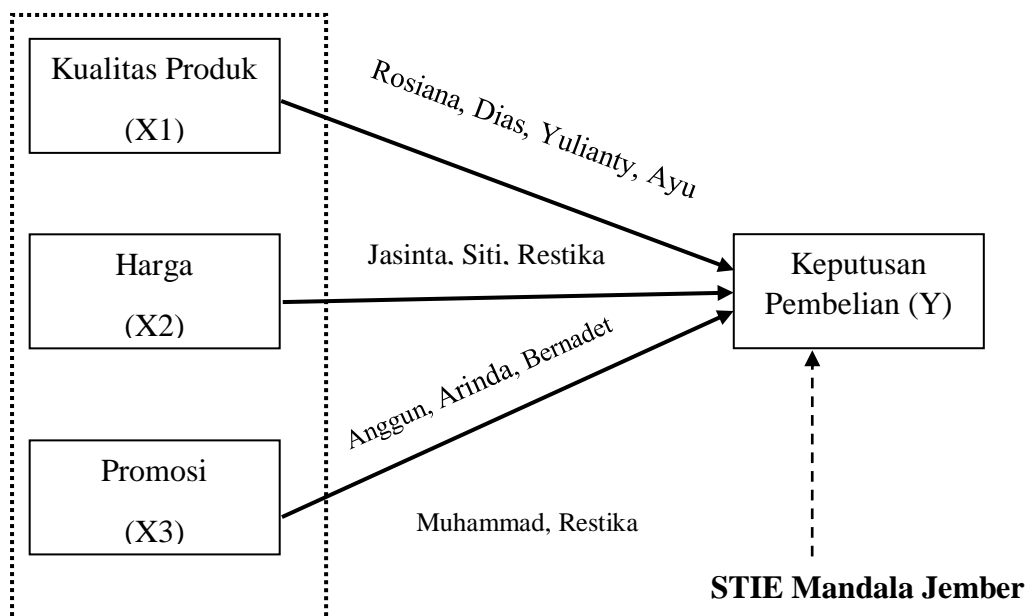 Kualitas Produk
(X1)
Rosiana, Dias, Yulianty, Ayu
Harga
(X2)
Jasinta, Siti, Restika
Keputusan
Pembelian (Y)
Anggun, Arinda, Bernadet
Promosi
(X3)
Muhammad, Restika
STIE Mandala Jember